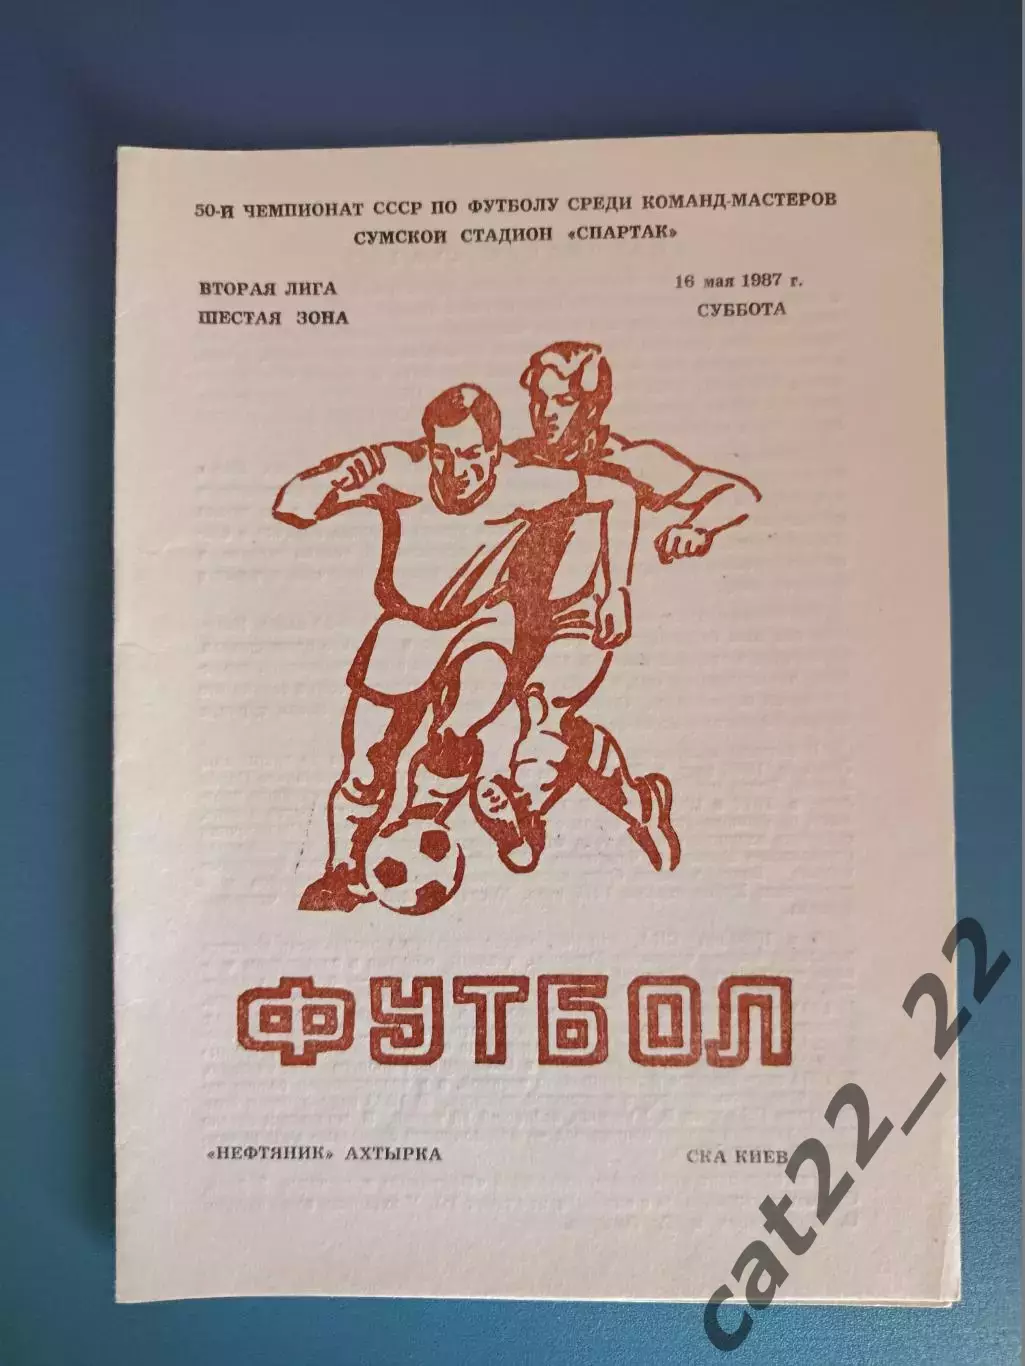 50-й ЧЕМПИОНАТ СССР ПО ФУТБОЛУ СРЕДИ КОМАНД-МАСТЕРОВ
СУМСКОЙ СТАДИОН «СПАРТАК»
ВТОРАЯ ЛИГА
ШЕСТАЯ ЗОНА
16 мая 1987 г.
СУББОТА
ФУТБОЛ
«НЕФТЯНИК» АХТЫРКА
СКА КИЕВ
cat22_22